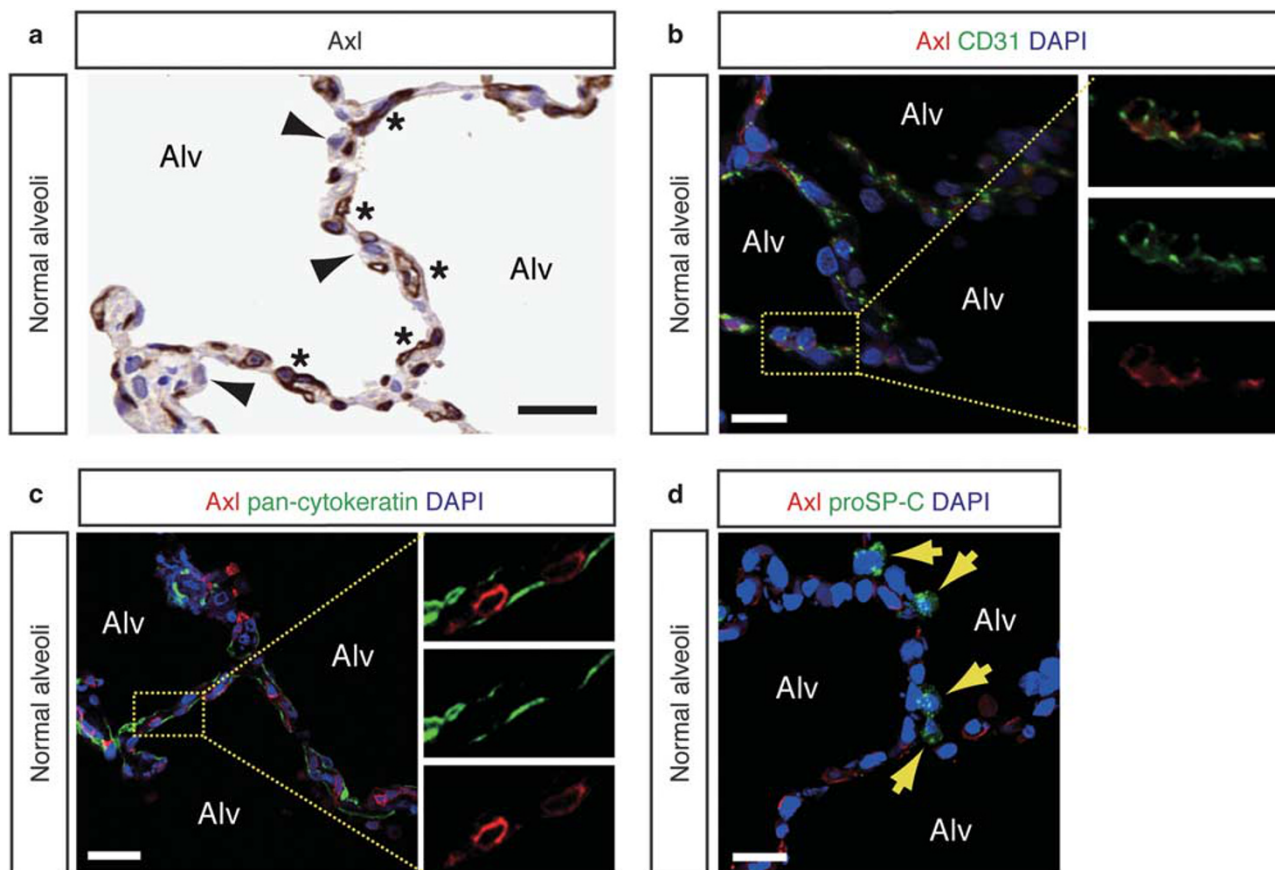 a
Axl
Normal alveoli
Alv
*
*
Alv
*
*
*
b
Axl CD31 DAPI
Normal alveoli
Alv
Alv
Alv
c
Axl pan-cytokeratin DAPI
Normal alveoli
Alv
Alv
Alv
d
Axl proSP-C DAPI
Normal alveoli
Alv
Alv
Alv